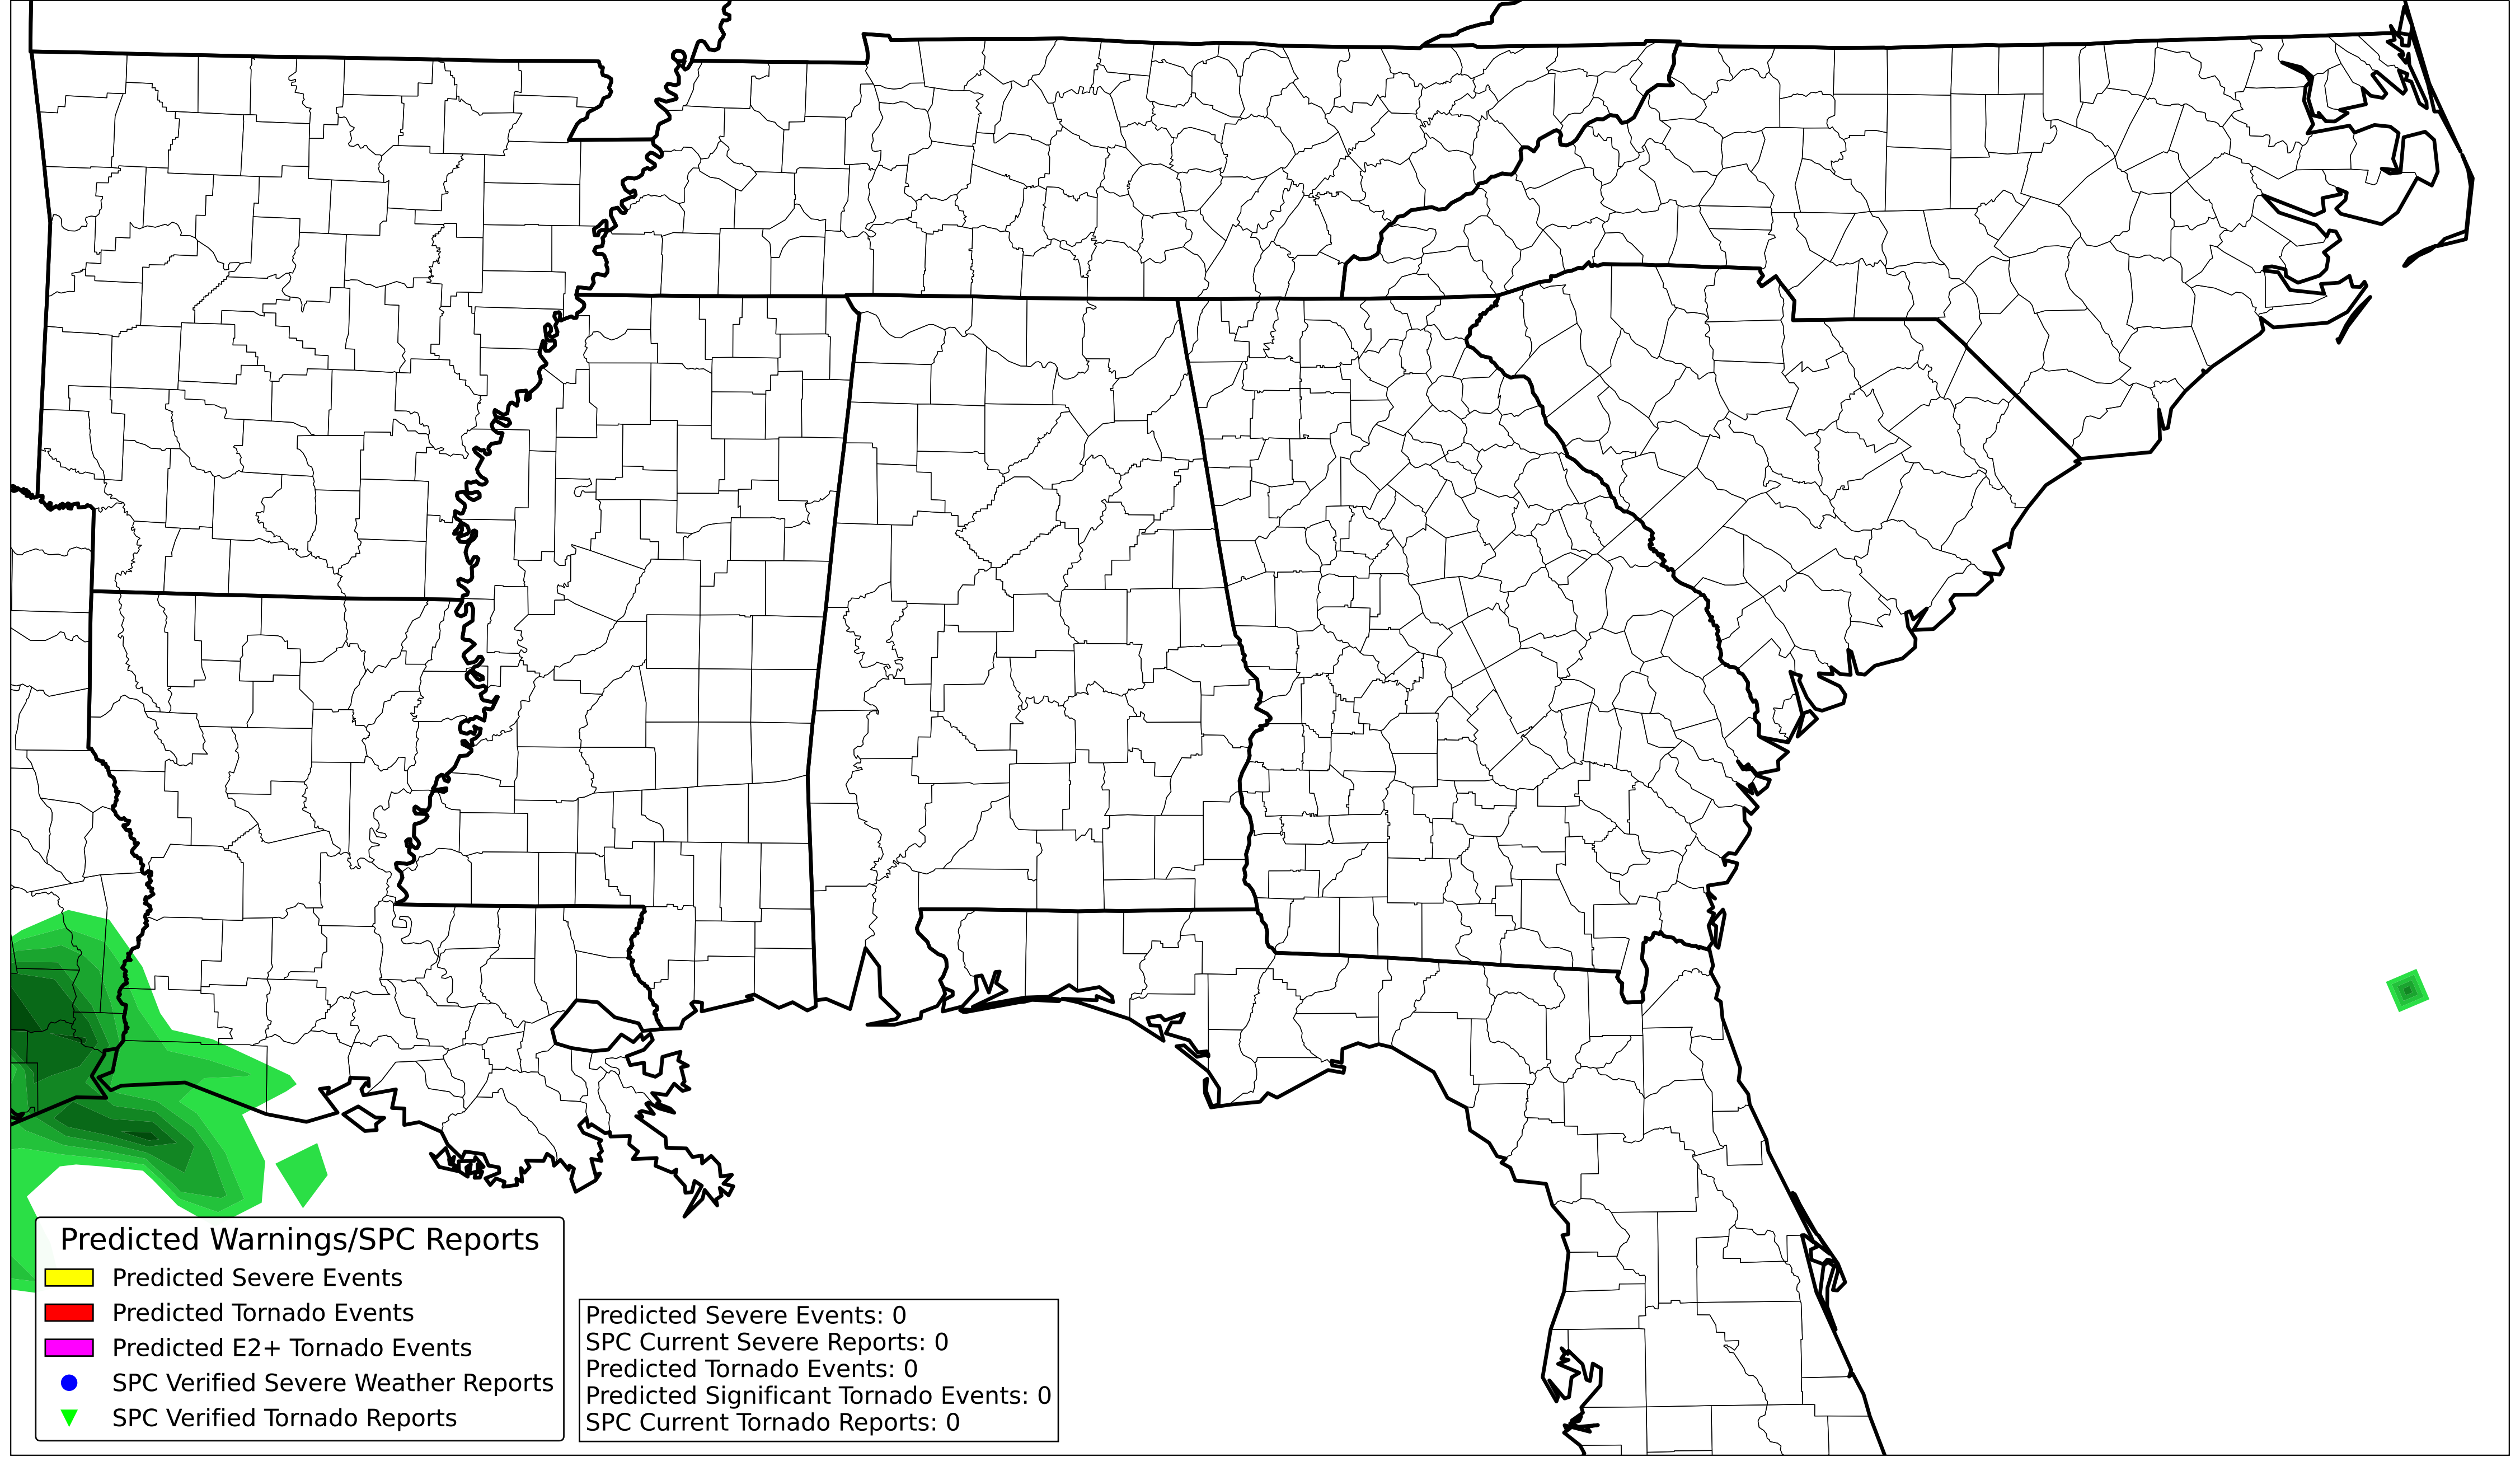 Predicted Warnings/SPC Reports
Predicted Severe Events
Predicted Tornado Events
Predicted E2+ Tornado Events
SPC Verified Severe Weather Reports
SPC Verified Tornado Reports
Predicted Severe Events: 0
SPC Current Severe Reports: 0
Predicted Tornado Events: 0
Predicted Significant Tornado Events: 0
SPC Current Tornado Reports: 0